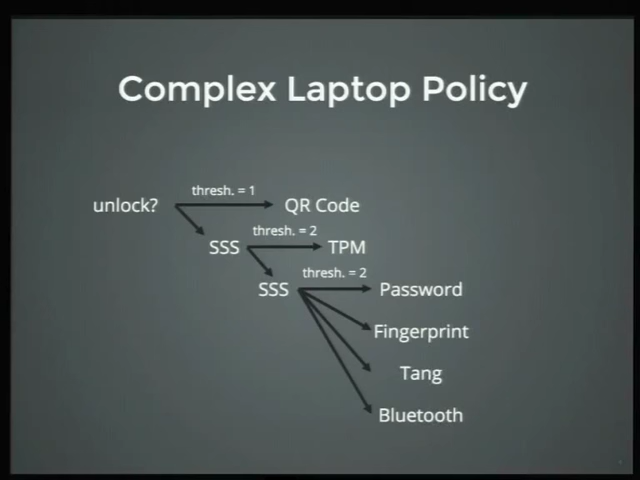 Complex Laptop Policy
thresh. = 1
unlock?
QR Code
thresh. = 2
SSS
TPM
thresh. = 2
SSS
Password
Fingerprint
Tang
Bluetooth